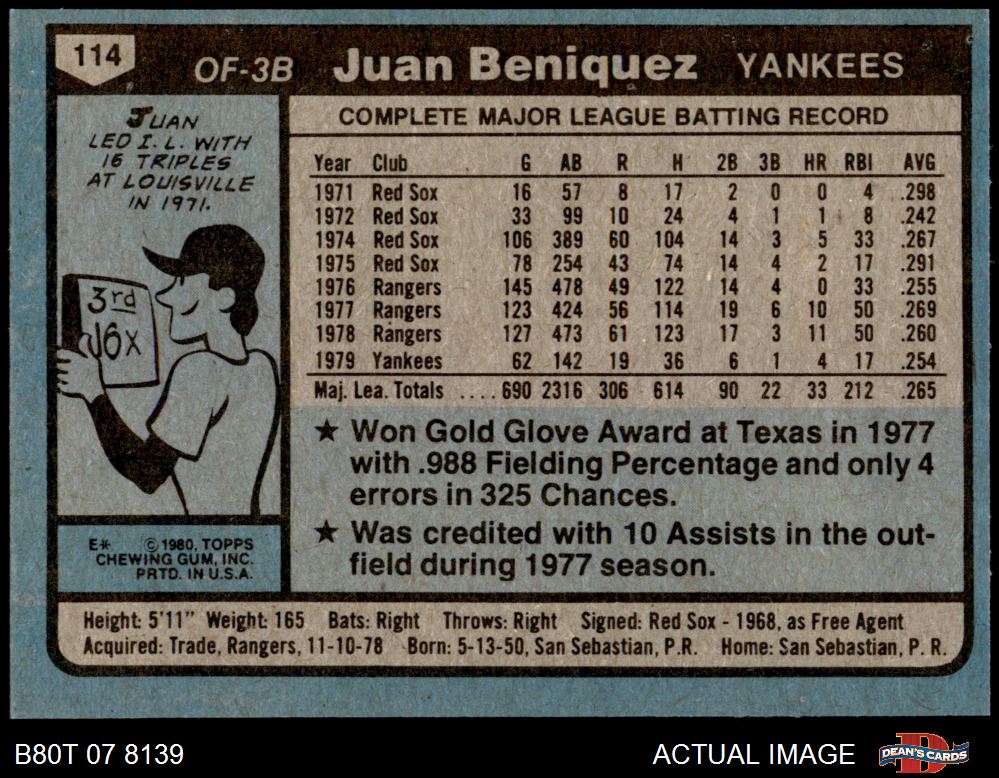 114
OF-3B Juan Beniquez YANKEES
JUAN
LED I.L. WITH
16 TRIPLES
AT LOUISVILLE
IN 1971.
3rd
16x
E* ©1980, TOPPS
CHEWING GUM, INC.
PRTD. IN U.S.A.
COMPLETE MAJOR LEAGUE BATTING RECORD
Year Club G AB R H 2B 3B HR RBI AVG
1971 Red Sox 16 57 8 17 2 0 0 4 .298
1972 Red Sox 33 99 10 24 4 1 1 8 .242
1974 Red Sox 106 389 60 104 14 3 5 33 .267
1975 Red Sox 78 254 43 74 14 4 2 17 .291
1976 Rangers 145 478 49 122 14 4 0 33 .255
1977 Rangers 123 424 56 114 19 6 10 50 .269
1978 Rangers 127 473 61 123 17 3 11 50 .260
1979 Yankees 62 142 19 36 6 1 4 17 .254
Maj. Lea. Totals ....690 2316 306 614 90 22 33 212 .265
★ Won Gold Glove Award at Texas in 1977
with .988 Fielding Percentage and only 4
errors in 325 Chances.
★ Was credited with 10 Assists in the out-
field during 1977 season.
Height: 5'11" Weight: 165 Bats: Right Throws: Right Signed: Red Sox - 1968, as Free Agent
Acquired: Trade, Rangers, 11-10-78 Born: 5-13-50, San Sebastian, P.R. Home: San Sebastian, P. R.
B80T 07 8139 ACTUAL IMAGE DEAN'S CARDS